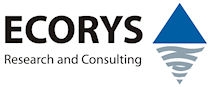 ECORYS
Research and Consulting